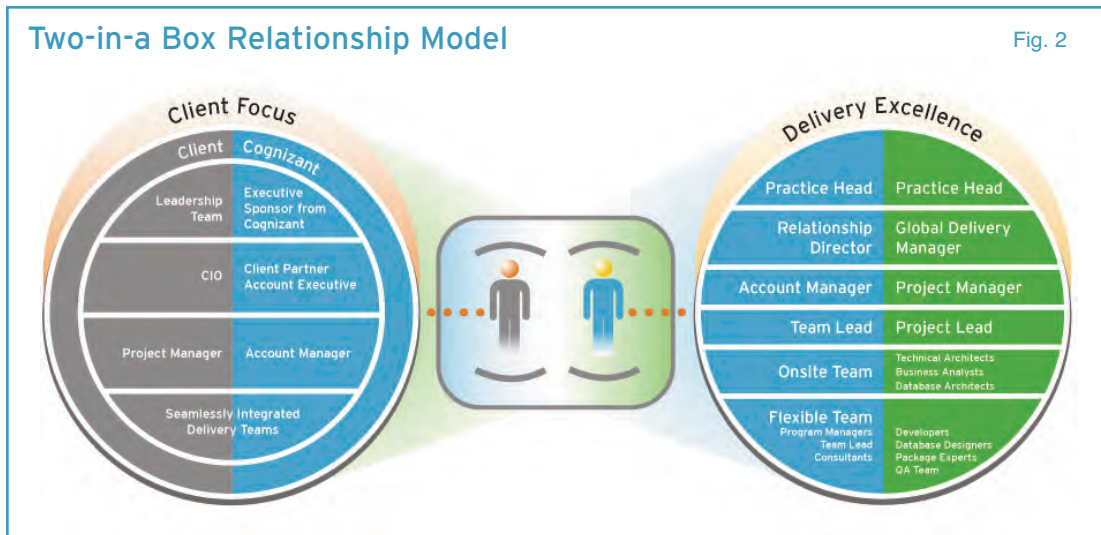 Two-in-a Box Relationship Model
Fig. 2
Client Focus
Client Cognizant
Leadership
Team
Executive
Sponsor from
Cognizant
CIO
Client Partner
Account Executive
Project Manager
Account Manager
Seamlessly Integrated
Delivery Teams
Delivery Excellence
Practice Head
Practice Head
Relationship
Director
Global Delivery
Manager
Account Manager
Project Manager
Team Lead
Project Lead
Onsite Team
Technical Architects
Business Analysts
Database Architects
Flexible Team
Program Managers
Team Lead
Consultants
Developers
Database Designers
Package Experts
QA Team